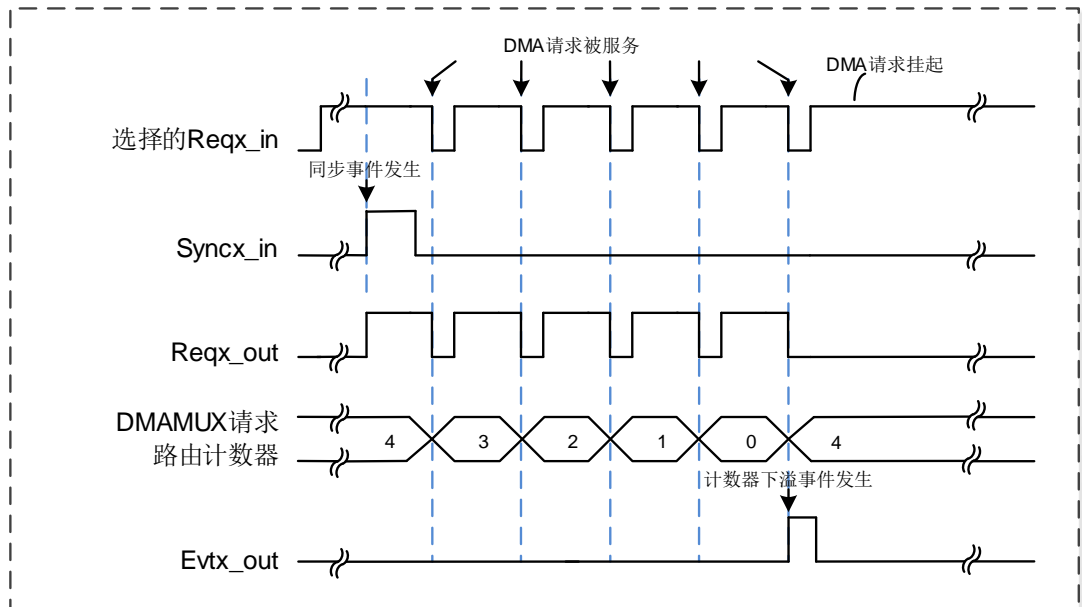 DMA请求被服务
DMA请求挂起
选择的Reqx_in
同步事件发生
Syncx_in
Reqx_out
DMAMUX请求
路由计数器
4 3 2 1 0 4
计数器下溢事件发生
Evtx_out